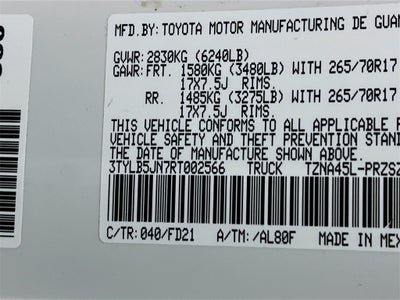 MFD.BY: TOYOTA MOTOR MANUFACTURING DE
GVWR: 2830KG (6240LB)
GAWR: FRT. 1580KG (3480LB) WITH 265/70R17
17X7.5J RIMS.
RR. 1485KG (3275LB) WITH 265/70R17
17X7.5J RIMS.
THIS VEHICLE CONFORMS TO ALL APPLICABLE
VEHICLE SAFETY AND THEFT PREVENTION
THE DATE OF MANUFACTURE SHOWN ABOVE.
3TYLB5JN7RT002566 TRUCK TZNA45L-PRZSZ
C/TR: 040/FD21 A/TM: /AL80F MADE IN